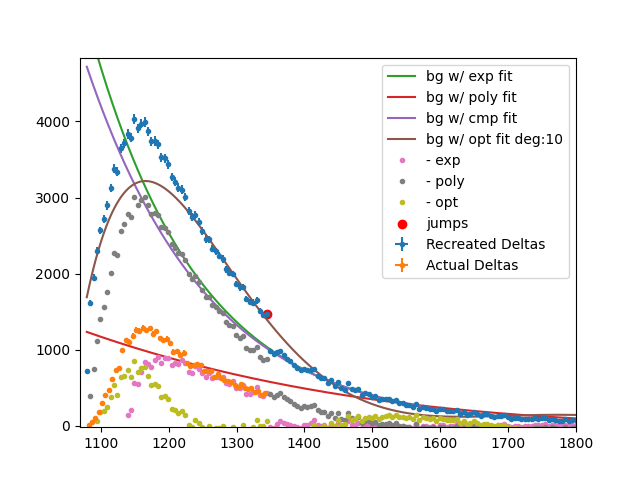 bg w/ exp fit
bg w/ poly fit
bg w/ cmp fit
bg w/ opt fit deg:10
- exp
- poly
- opt
jumps
Recreated Deltas
Actual Deltas
4000
3000
2000
1000
0
1100 1200 1300 1400 1500 1600 1700 1800